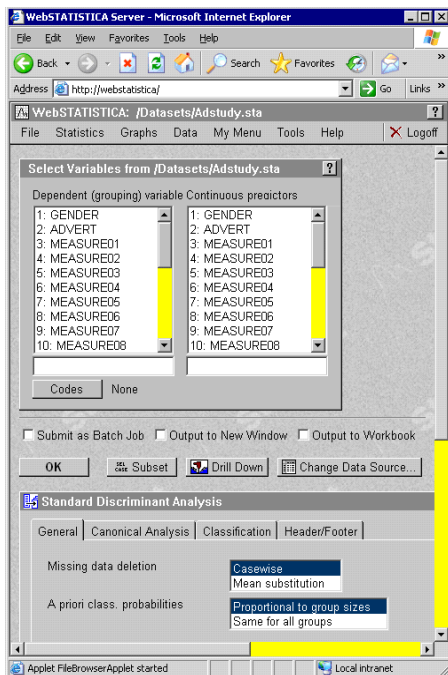 WebSTATISTICA Server - Microsoft Internet Explorer
File Edit View Favorites Tools Help
Back Search Favorites »
Address http://webstatistica/ Go Links »
WebSTATISTICA: /Datasets/Adstudy.sta ?
File Statistics Graphs Data My Menu Tools Help Logoff
Select Variables from /Datasets/Adstudy.sta ?
Dependent (grouping) variable Continuous predictors
1: GENDER 1: GENDER
2: ADVERT 2: ADVERT
3: MEASURE01 3: MEASURE01
4: MEASURE02 4: MEASURE02
5: MEASURE03 5: MEASURE03
6: MEASURE04 6: MEASURE04
7: MEASURE05 7: MEASURE05
8: MEASURE06 8: MEASURE06
9: MEASURE07 9: MEASURE07
10: MEASURE08 10: MEASURE08
Codes None
Submit as Batch Job Output to New Window Output to Workbook
OK SEL CASE Subset Drill Down Change Data Source...
Standard Discriminant Analysis
General Canonical Analysis Classification Header/Footer
Missing data deletion Casewise
Mean substitution
A priori class. probabilities Proportional to group sizes
Same for all groups
Applet FileBrowserApplet started Local intranet